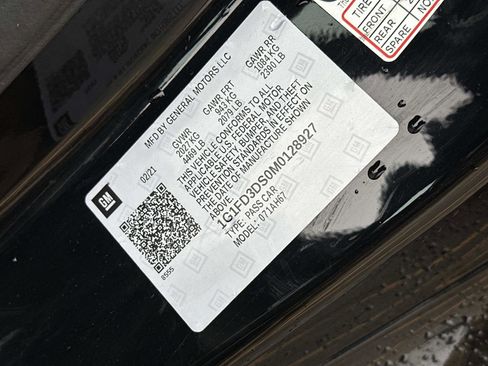 MFD BY GENERAL MOTORS LLC
02/21
GVWR GAWR FRT GAWR RR
2027 KG 943 KG 1084 KG
4469 LB 2079 LB 2390 LB
THIS VEHICLE CONFORMS TO ALL
APPLICABLE U.S. FEDERAL MOTOR
VEHICLE SAFETY, BUMPER, AND THEFT
PREVENTION STANDARDS IN EFFECT ON
THE DATE OF MANUFACTURE SHOWN
1G1FD3DS0M0128927
TYPE: PASS CAR
MODEL: 071AH67
GM
8555
TIRE
FRONT
REAR
SPARE